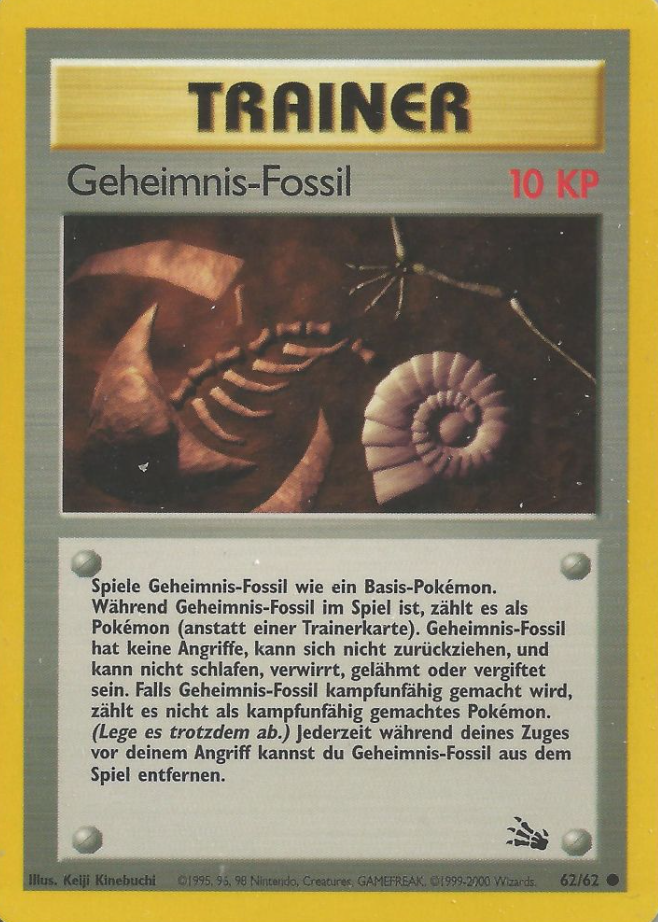 TRAINER
Geheimnis-Fossil 10 KP
Spiele Geheimnis-Fossil wie ein Basis-Pokémon.
Während Geheimnis-Fossil im Spiel ist, zählt es als
Pokémon (anstatt einer Trainerkarte). Geheimnis-Fossil
hat keine Angriffe, kann sich nicht zurückziehen, und
kann nicht schlafen, verwirrt, gelähmt oder vergiftet
sein. Falls Geheimnis-Fossil kampfunfähig gemacht wird,
zählt es nicht als kampfunfähig gemachtes Pokémon.
(Lege es trotzdem ab.) Jederzeit während deines Zuges
vor deinem Angriff kannst du Geheimnis-Fossil aus dem
Spiel entfernen.
Illus. Keiji Kinebuchi ©1995, 96, 98 Nintendo, Creatures, GAMEFREAK. ©1999-2000 Wizards. 62/62